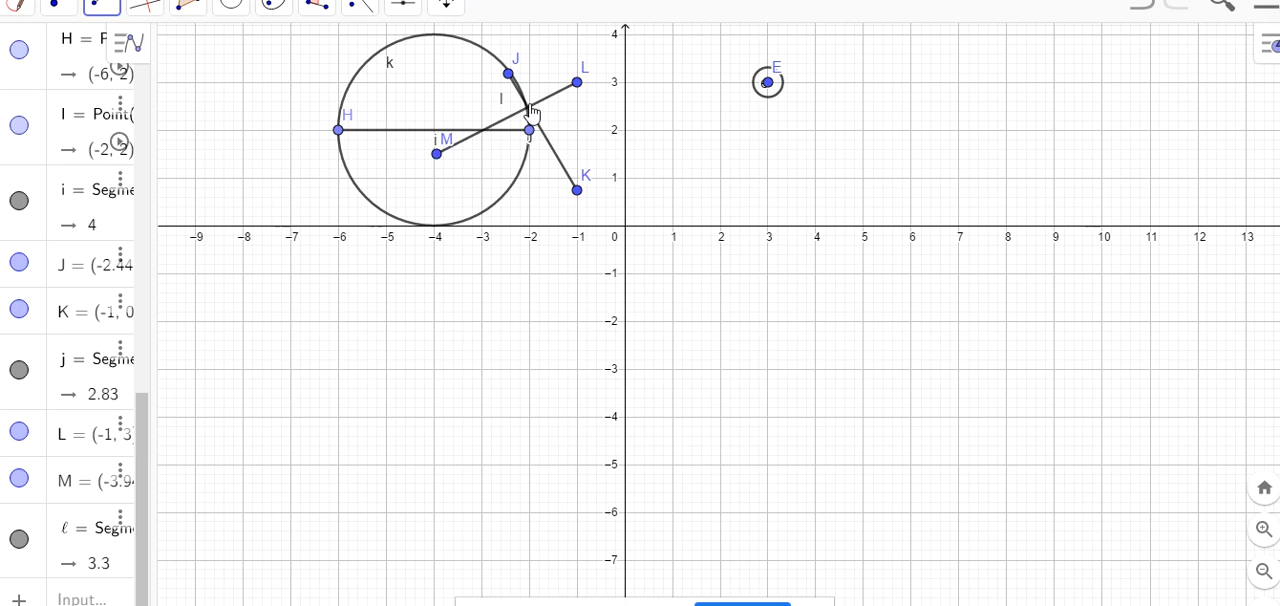 H = P
→ (-6, 2)
I = Point(
→ (-2, 2)
i = Segme
→ 4
J = (-2.44
K = (-1, 0
j = Segme
→ 2.83
L = (-1, 3
M = (-3.94
ℓ = Segm
→ 3.3
+ Input...
k
J
L
E
I
H
i M
j
K
4
3
2
1
−9 −8 −7 −6 −5 −4 −3 −2 −1 0 1 2 3 4 5 6 7 8 9 10 11 12 13
−1
−2
−3
−4
−5
−6
−7